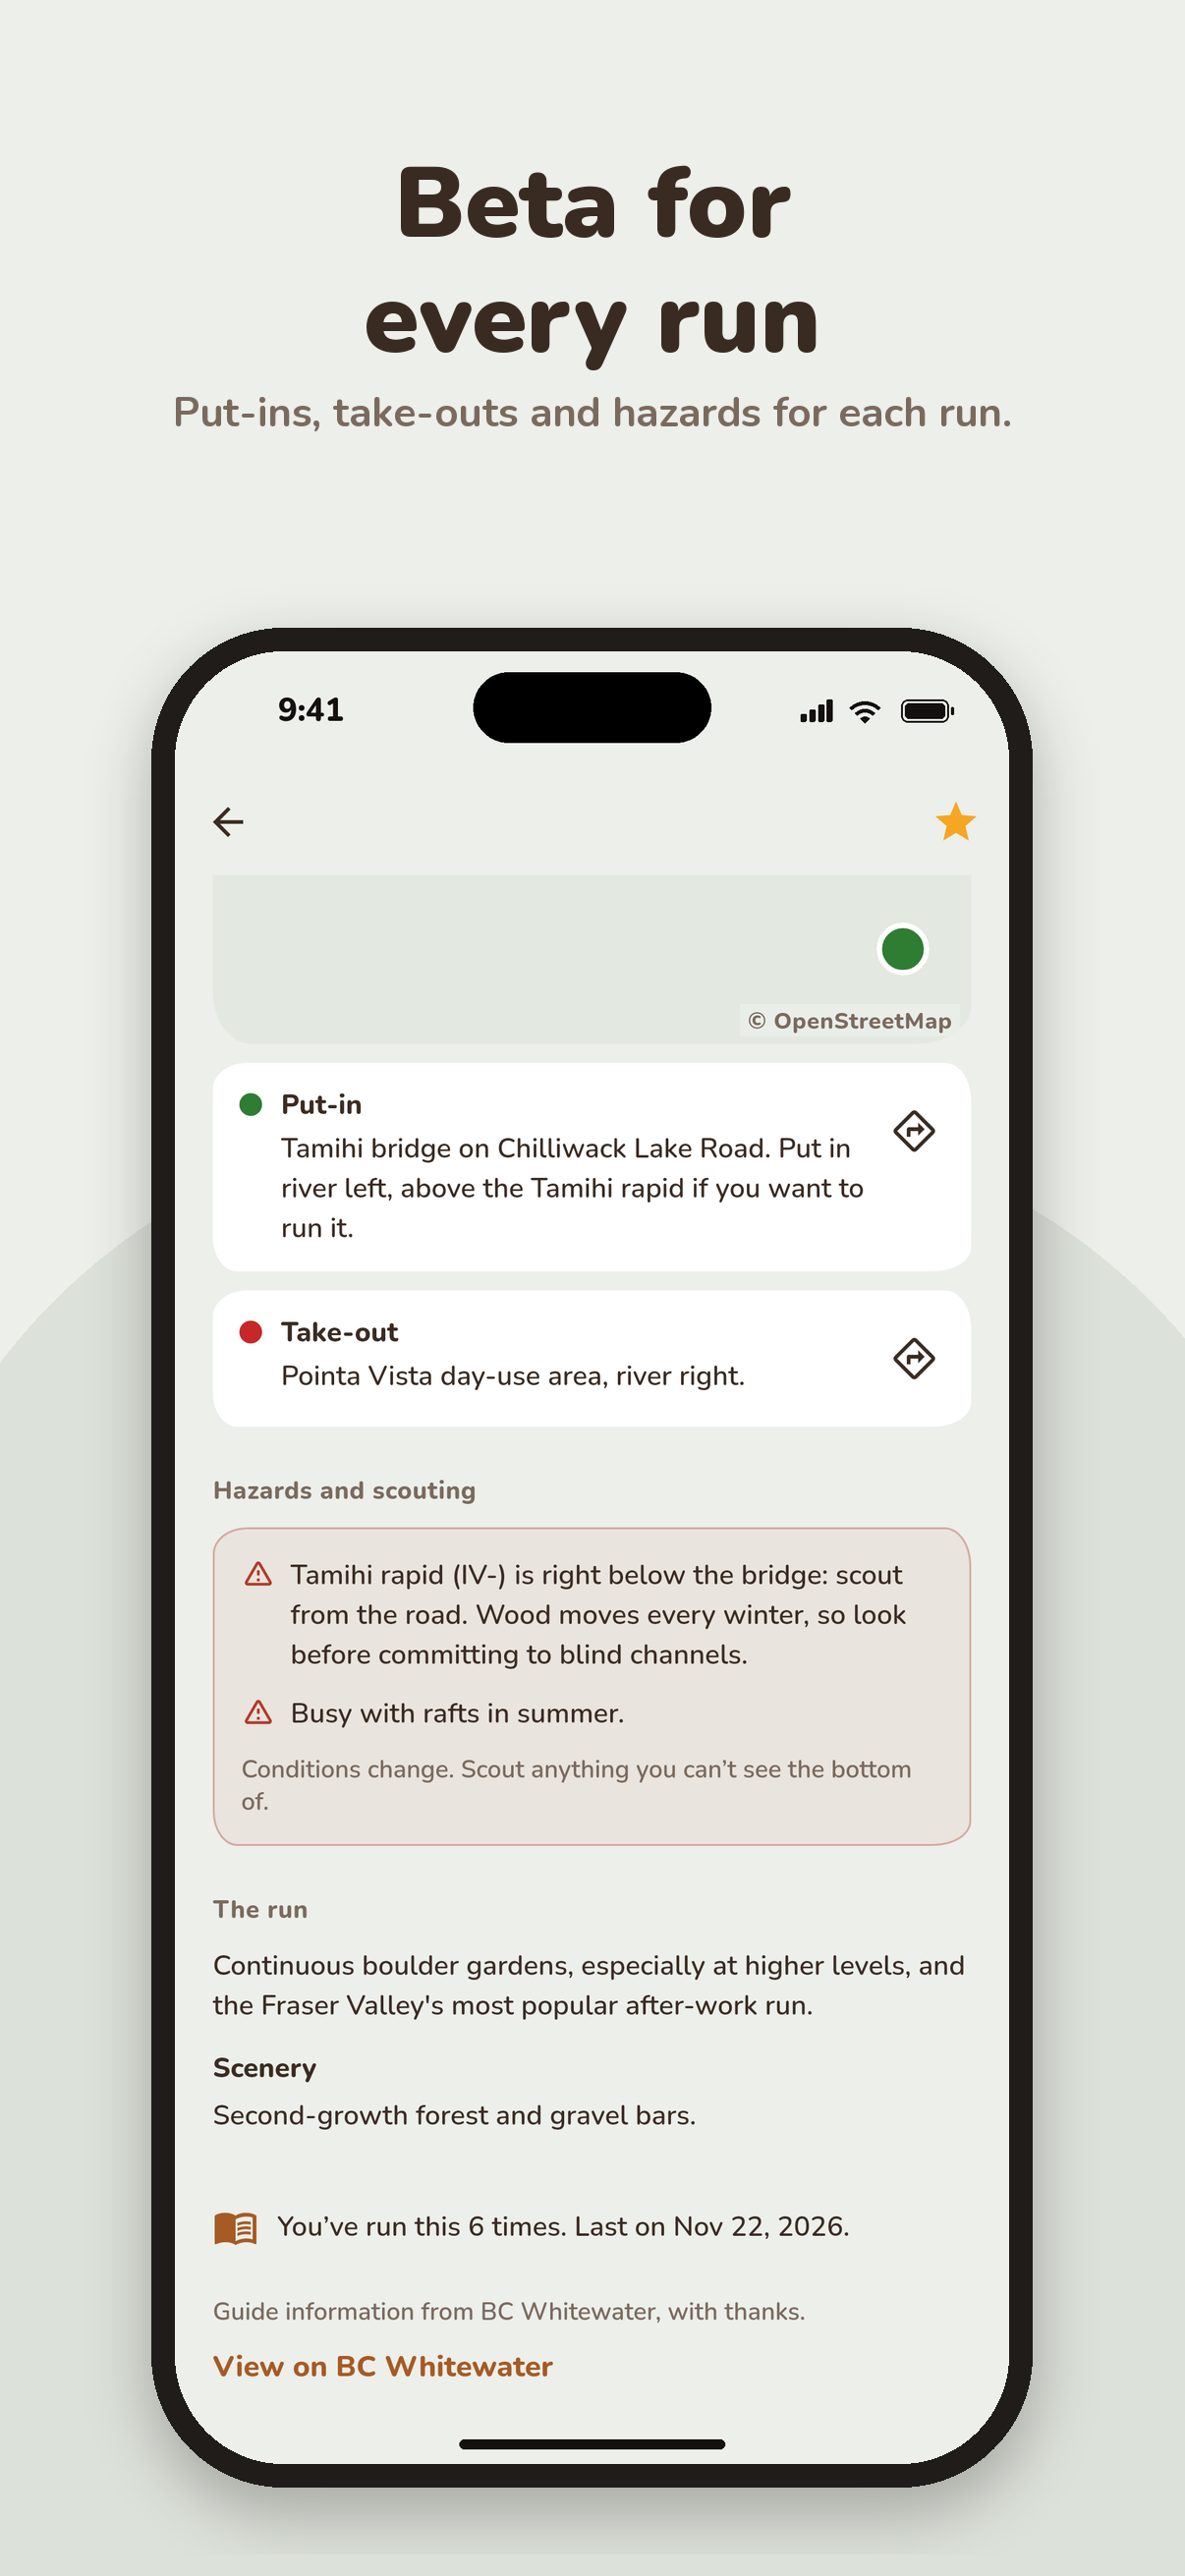 Beta for
every run
Put-ins, take-outs and hazards for each run.
9:41
© OpenStreetMap
Put-in
Tamihi bridge on Chilliwack Lake Road. Put in
river left, above the Tamihi rapid if you want to
run it.
Take-out
Pointa Vista day-use area, river right.
Hazards and scouting
Tamihi rapid (IV-) is right below the bridge: scout
from the road. Wood moves every winter, so look
before committing to blind channels.
Busy with rafts in summer.
Conditions change. Scout anything you can’t see the bottom
of.
The run
Continuous boulder gardens, especially at higher levels, and
the Fraser Valley's most popular after-work run.
Scenery
Second-growth forest and gravel bars.
You’ve run this 6 times. Last on Nov 22, 2026.
Guide information from BC Whitewater, with thanks.
View on BC Whitewater